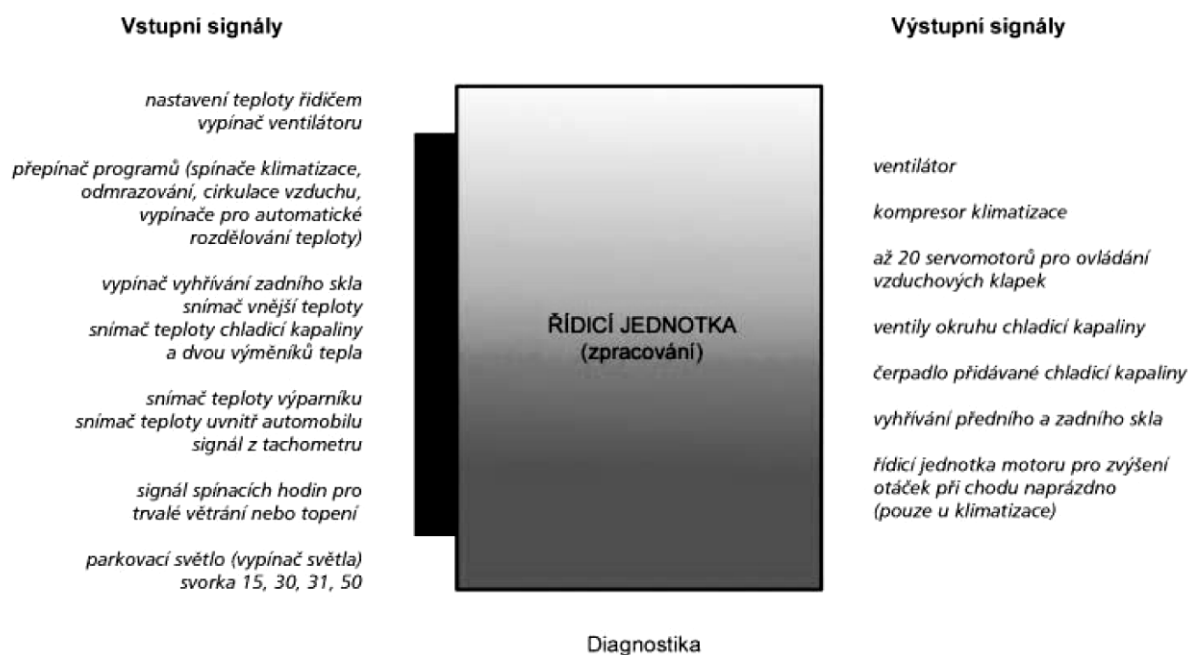 Vstupní signály
nastavení teploty řidičem
vypínač ventilátoru
přepínač programů (spínače klimatizace,
odmrazování, cirkulace vzduchu,
vypínače pro automatické
rozdělování teploty)
vypínač vyhřívání zadního skla
snímač vnější teploty
snímač teploty chladicí kapaliny
a dvou výměníků tepla
snímač teploty výparníku
snímač teploty uvnitř automobilu
signál z tachometru
signál spínacích hodin pro
trvalé větrání nebo topení
parkovací světlo (vypínač světla)
svorka 15, 30, 31, 50
ŘÍDICÍ JEDNOTKA
(zpracování)
Výstupní signály
ventilátor
kompresor klimatizace
až 20 servomotorů pro ovládání
vzduchových klapek
ventily okruhu chladicí kapaliny
čerpadlo přidávané chladicí kapaliny
vyhřívání předního a zadního skla
řídicí jednotka motoru pro zvýšení
otáček při chodu naprázdno
(pouze u klimatizace)
Diagnostika